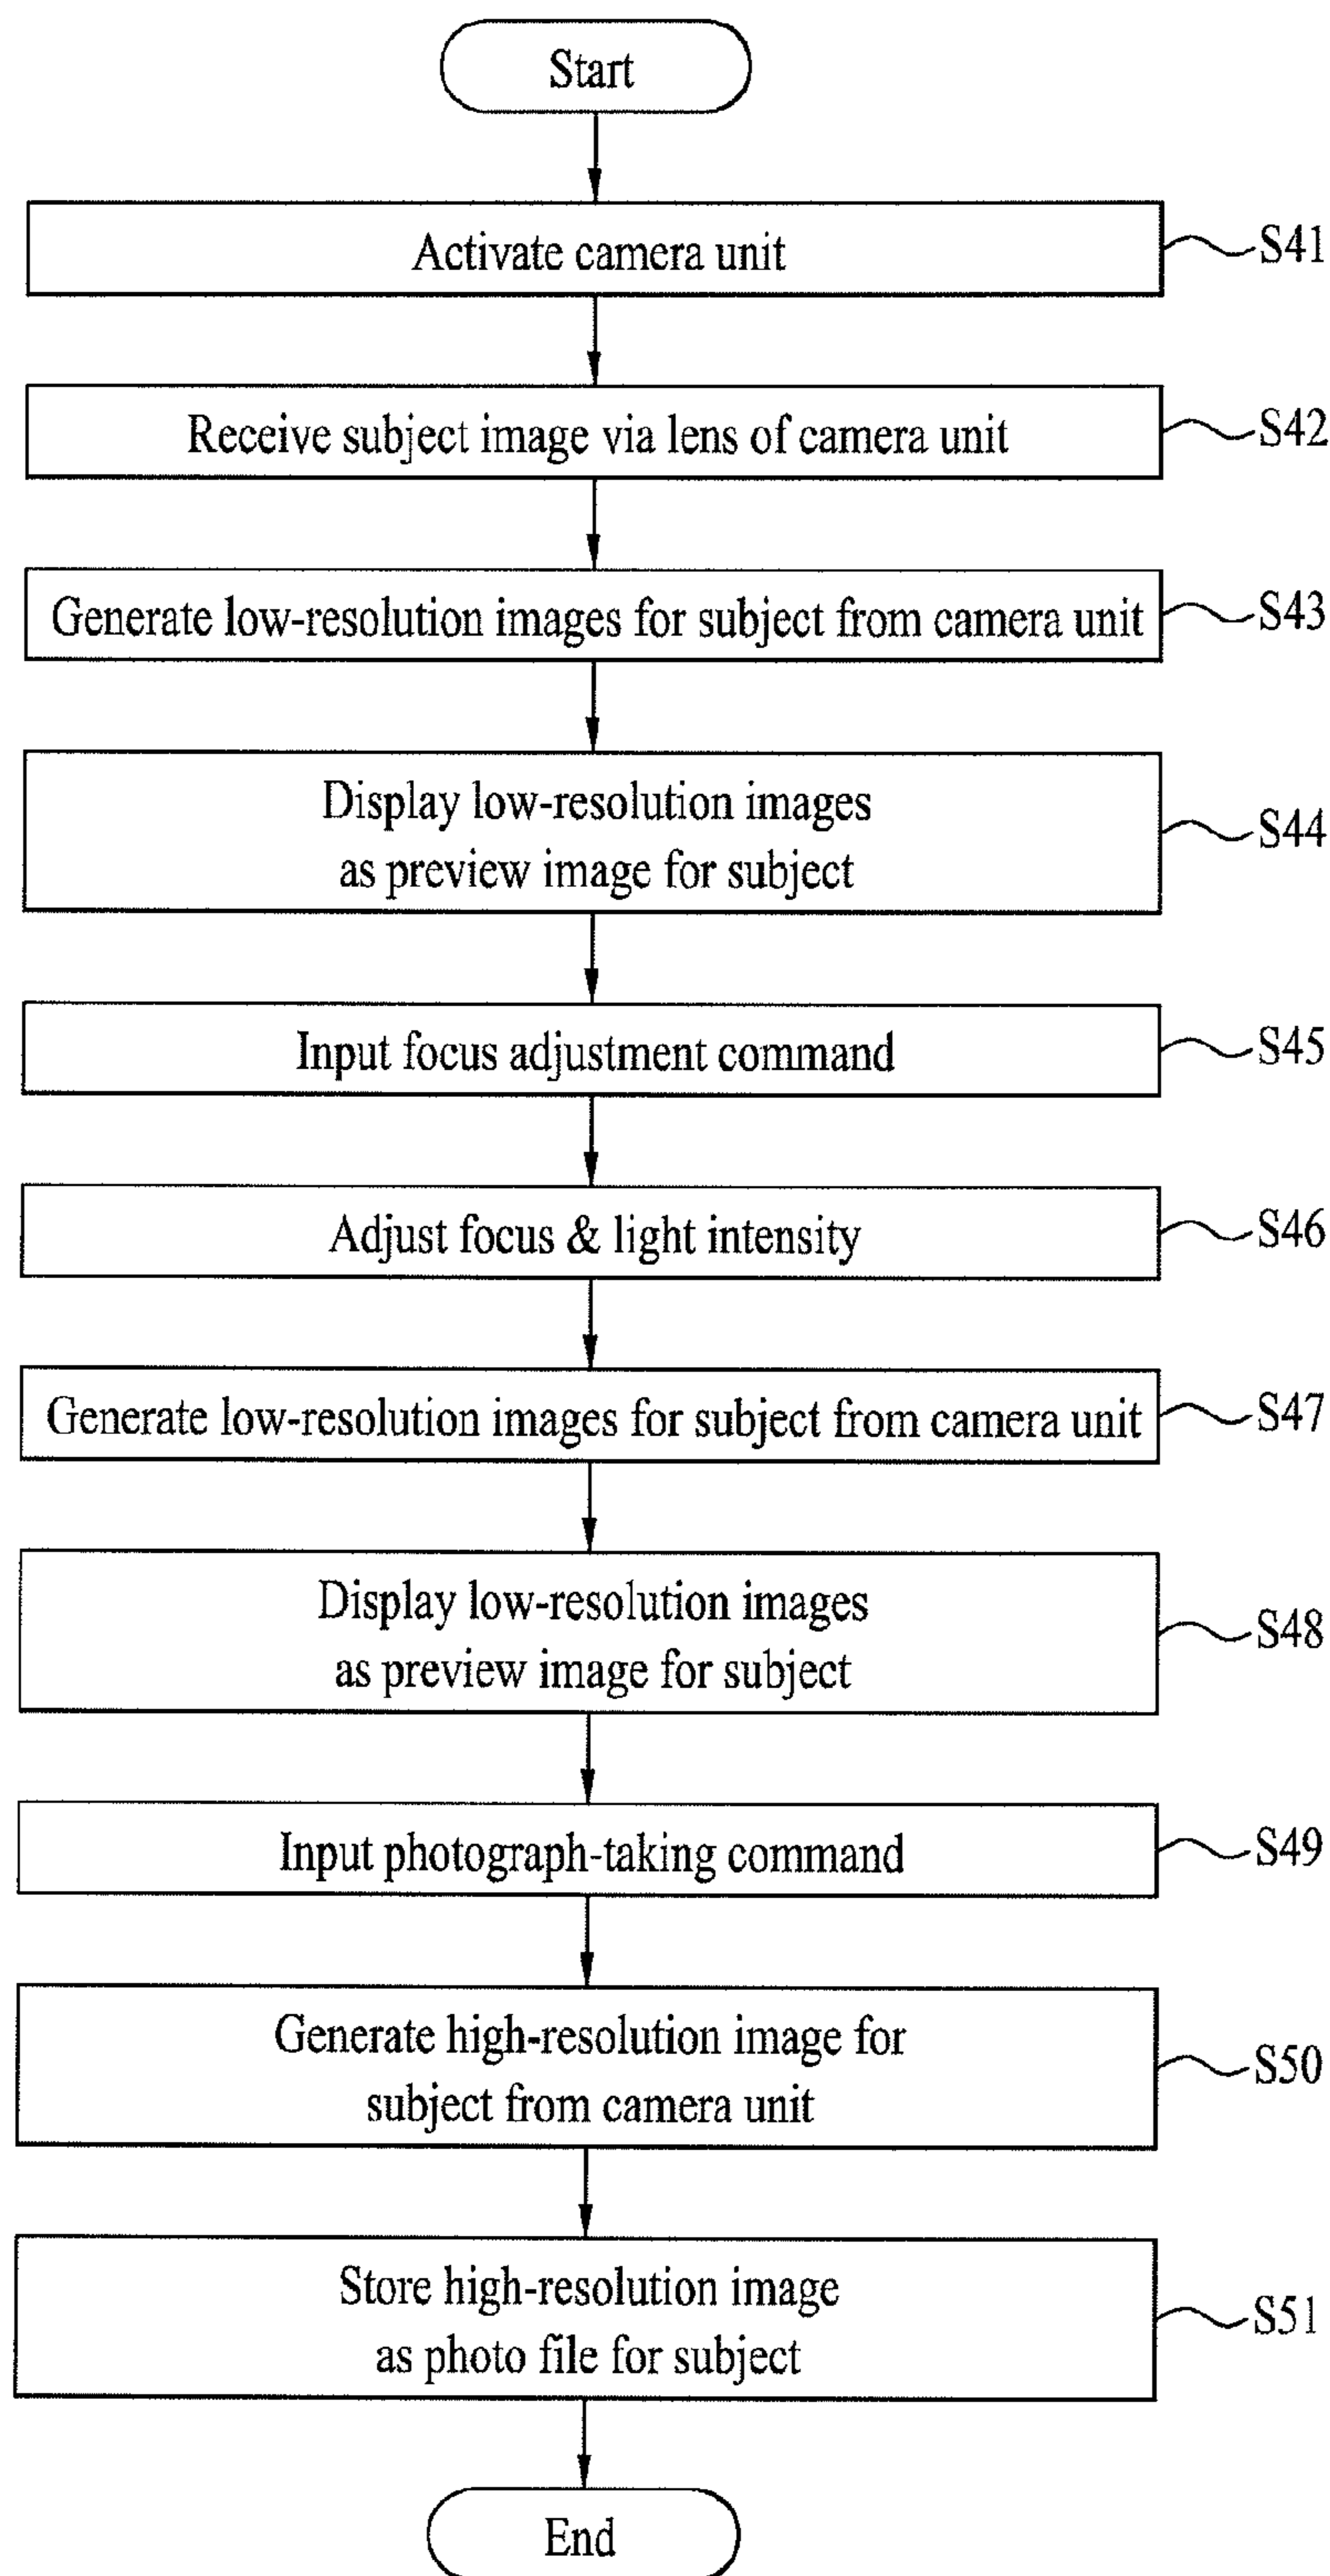 Start
Activate camera unit
S41
Receive subject image via lens of camera unit
S42
Generate low-resolution images for subject from camera unit
S43
Display low-resolution images
as preview image for subject
S44
Input focus adjustment command
S45
Adjust focus & light intensity
S46
Generate low-resolution images for subject from camera unit
S47
Display low-resolution images
as preview image for subject
S48
Input photograph-taking command
S49
Generate high-resolution image for
subject from camera unit
S50
Store high-resolution image
as photo file for subject
S51
End